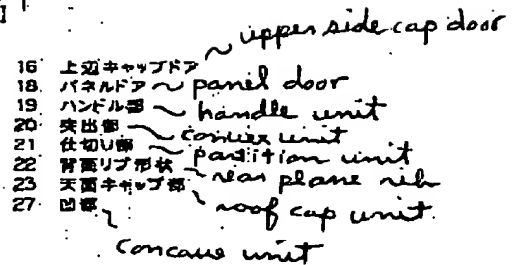 16 上辺キャップドア ~ upper side cap door
18. パネルドア ~ panel door
19 ハンドル部 ~ handle unit
20 突出部 ~ convex unit
21 仕切り部 ~ partition unit
22 背面リブ形状 ~ rear plane rib
23 天面キャップ部 ~ roof cap unit.
27 凹部 ~ concave unit